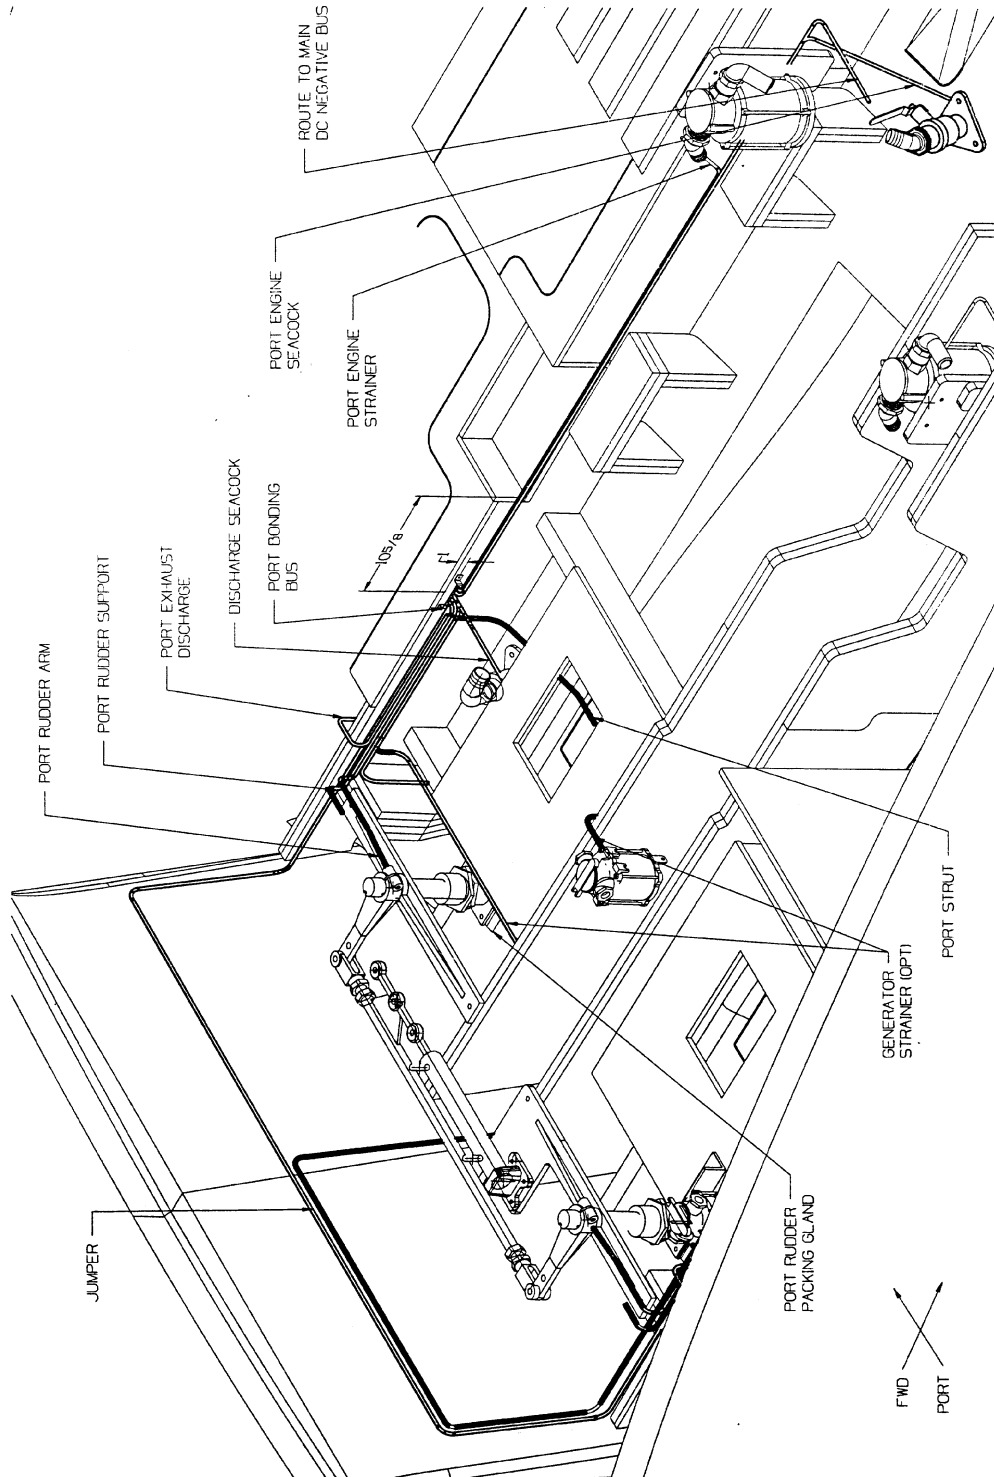 JUMPER
PORT RUDDER ARM
PORT RUDDER SUPPORT
PORT EXHAUST
DISCHARGE
DISCHARGE SEACOCK
PORT BONDING
BUS
PORT ENGINE
SEACOCK
PORT ENGINE
STRAINER
ROUTE TO MAIN
DC NEGATIVE BUS
105/8
1
FWD
PORT
PORT RUDDER
PACKING GLAND
GENERATOR
STRAINER (OPT)
PORT STRUT